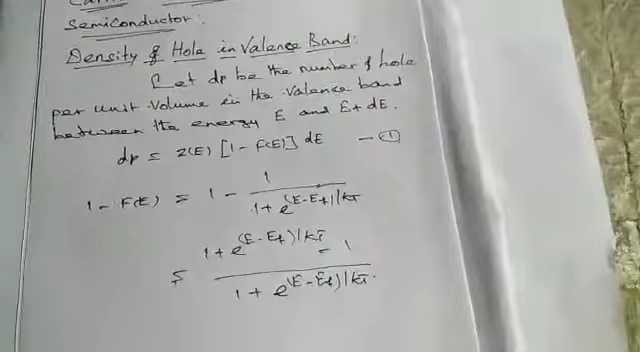 Semiconductor:
Density of Hole in Valence Band:
Let dp be the number of hole
per unit volume in the valence band
between the energy E and E+dE.
dp = Z(E) [1 - F(E)] dE — ①
1 - F(E) = 1 - 1 / (1 + e^(E-Ef)/kT)
= (1 + e^(E-Ef)/kT - 1) / (1 + e^(E-Ef)/kT)